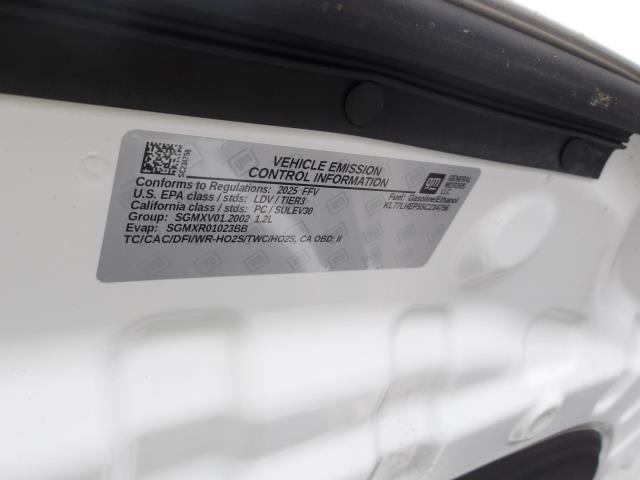 SC234758
VEHICLE EMISSION
CONTROL INFORMATION
gm
GENERAL
MOTORS
LLC
Conforms to Regulations: 2025 FFV
Fuel: Gasoline/Ethanol
U.S. EPA class / stds: LDV / TIER3
KL77LHEP5SC234758
California class / stds: PC / SULEV30
Group: SGMXV01.2002 1.2L
Evap: SGMXR01023BB
TC/CAC/DFI/WR-HO2S/TWC/HO2S, CA OBD: II